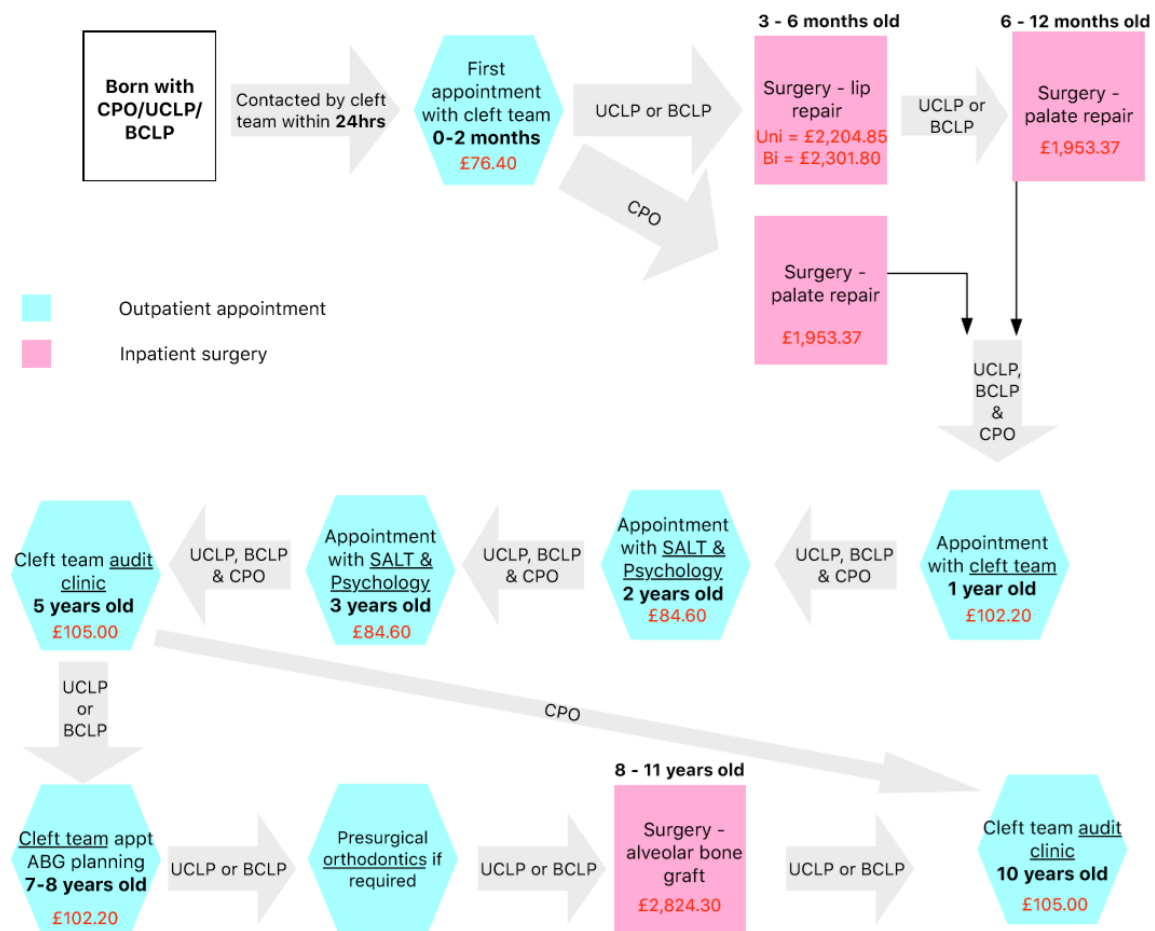 3 - 6 months old
6 - 12 months old
Born with
CPO/UCLP/
BCLP
Contacted by cleft
team within 24hrs
First
appointment
with cleft team
0-2 months
£76.40
UCLP or BCLP
Surgery - lip
repair
Uni = £2,204.85
Bi = £2,301.80
UCLP or
BCLP
Surgery -
palate repair
£1,953.37
CPO
Surgery -
palate repair
£1,953.37
Outpatient appointment
Inpatient surgery
UCLP,
BCLP
&
CPO
Appointment
with cleft team
1 year old
£102.20
UCLP, BCLP
& CPO
Appointment
with SALT &
Psychology
2 years old
£84.60
UCLP, BCLP
& CPO
Appointment
with SALT &
Psychology
3 years old
£84.60
UCLP, BCLP
& CPO
Cleft team audit
clinic
5 years old
£105.00
UCLP
or
BCLP
CPO
Cleft team appt
ABG planning
7-8 years old
£102.20
UCLP or BCLP
Presurgical
orthodontics if
required
UCLP or BCLP
8 - 11 years old
Surgery -
alveolar bone
graft
£2,824.30
UCLP or BCLP
Cleft team audit
clinic
10 years old
£105.00